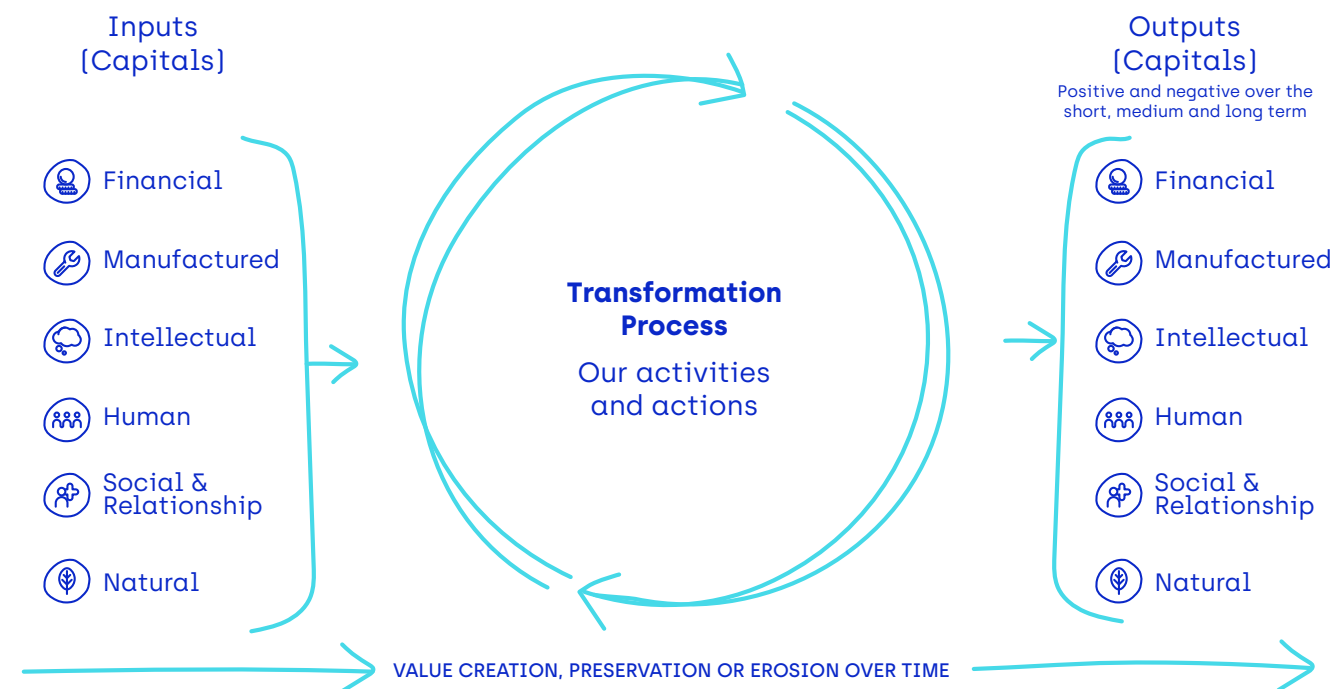 Inputs
(Capitals)
Financial
Manufactured
Intellectual
Human
Social &
Relationship
Natural
Transformation
Process
Our activities
and actions
Outputs
(Capitals)
Positive and negative over the
short, medium and long term
Financial
Manufactured
Intellectual
Human
Social &
Relationship
Natural
VALUE CREATION, PRESERVATION OR EROSION OVER TIME